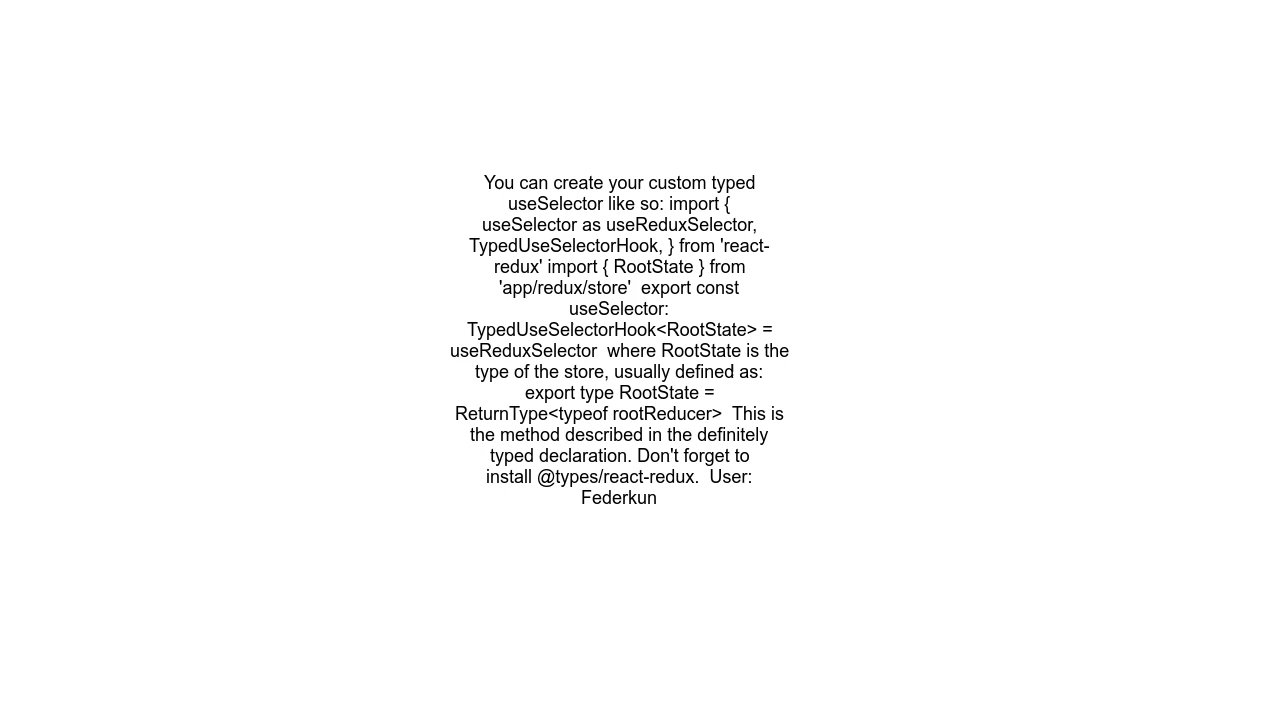 You can create your custom typed
useSelector like so: import {
useSelector as useReduxSelector,
TypedUseSelectorHook, } from 'react-
redux' import { RootState } from
'app/redux/store'  export const
useSelector:
TypedUseSelectorHook<RootState> =
useReduxSelector  where RootState is the
type of the store, usually defined as:
export type RootState =
ReturnType<typeof rootReducer>  This is
the method described in the definitely
typed declaration. Don't forget to
install @types/react-redux.  User:
Federkun